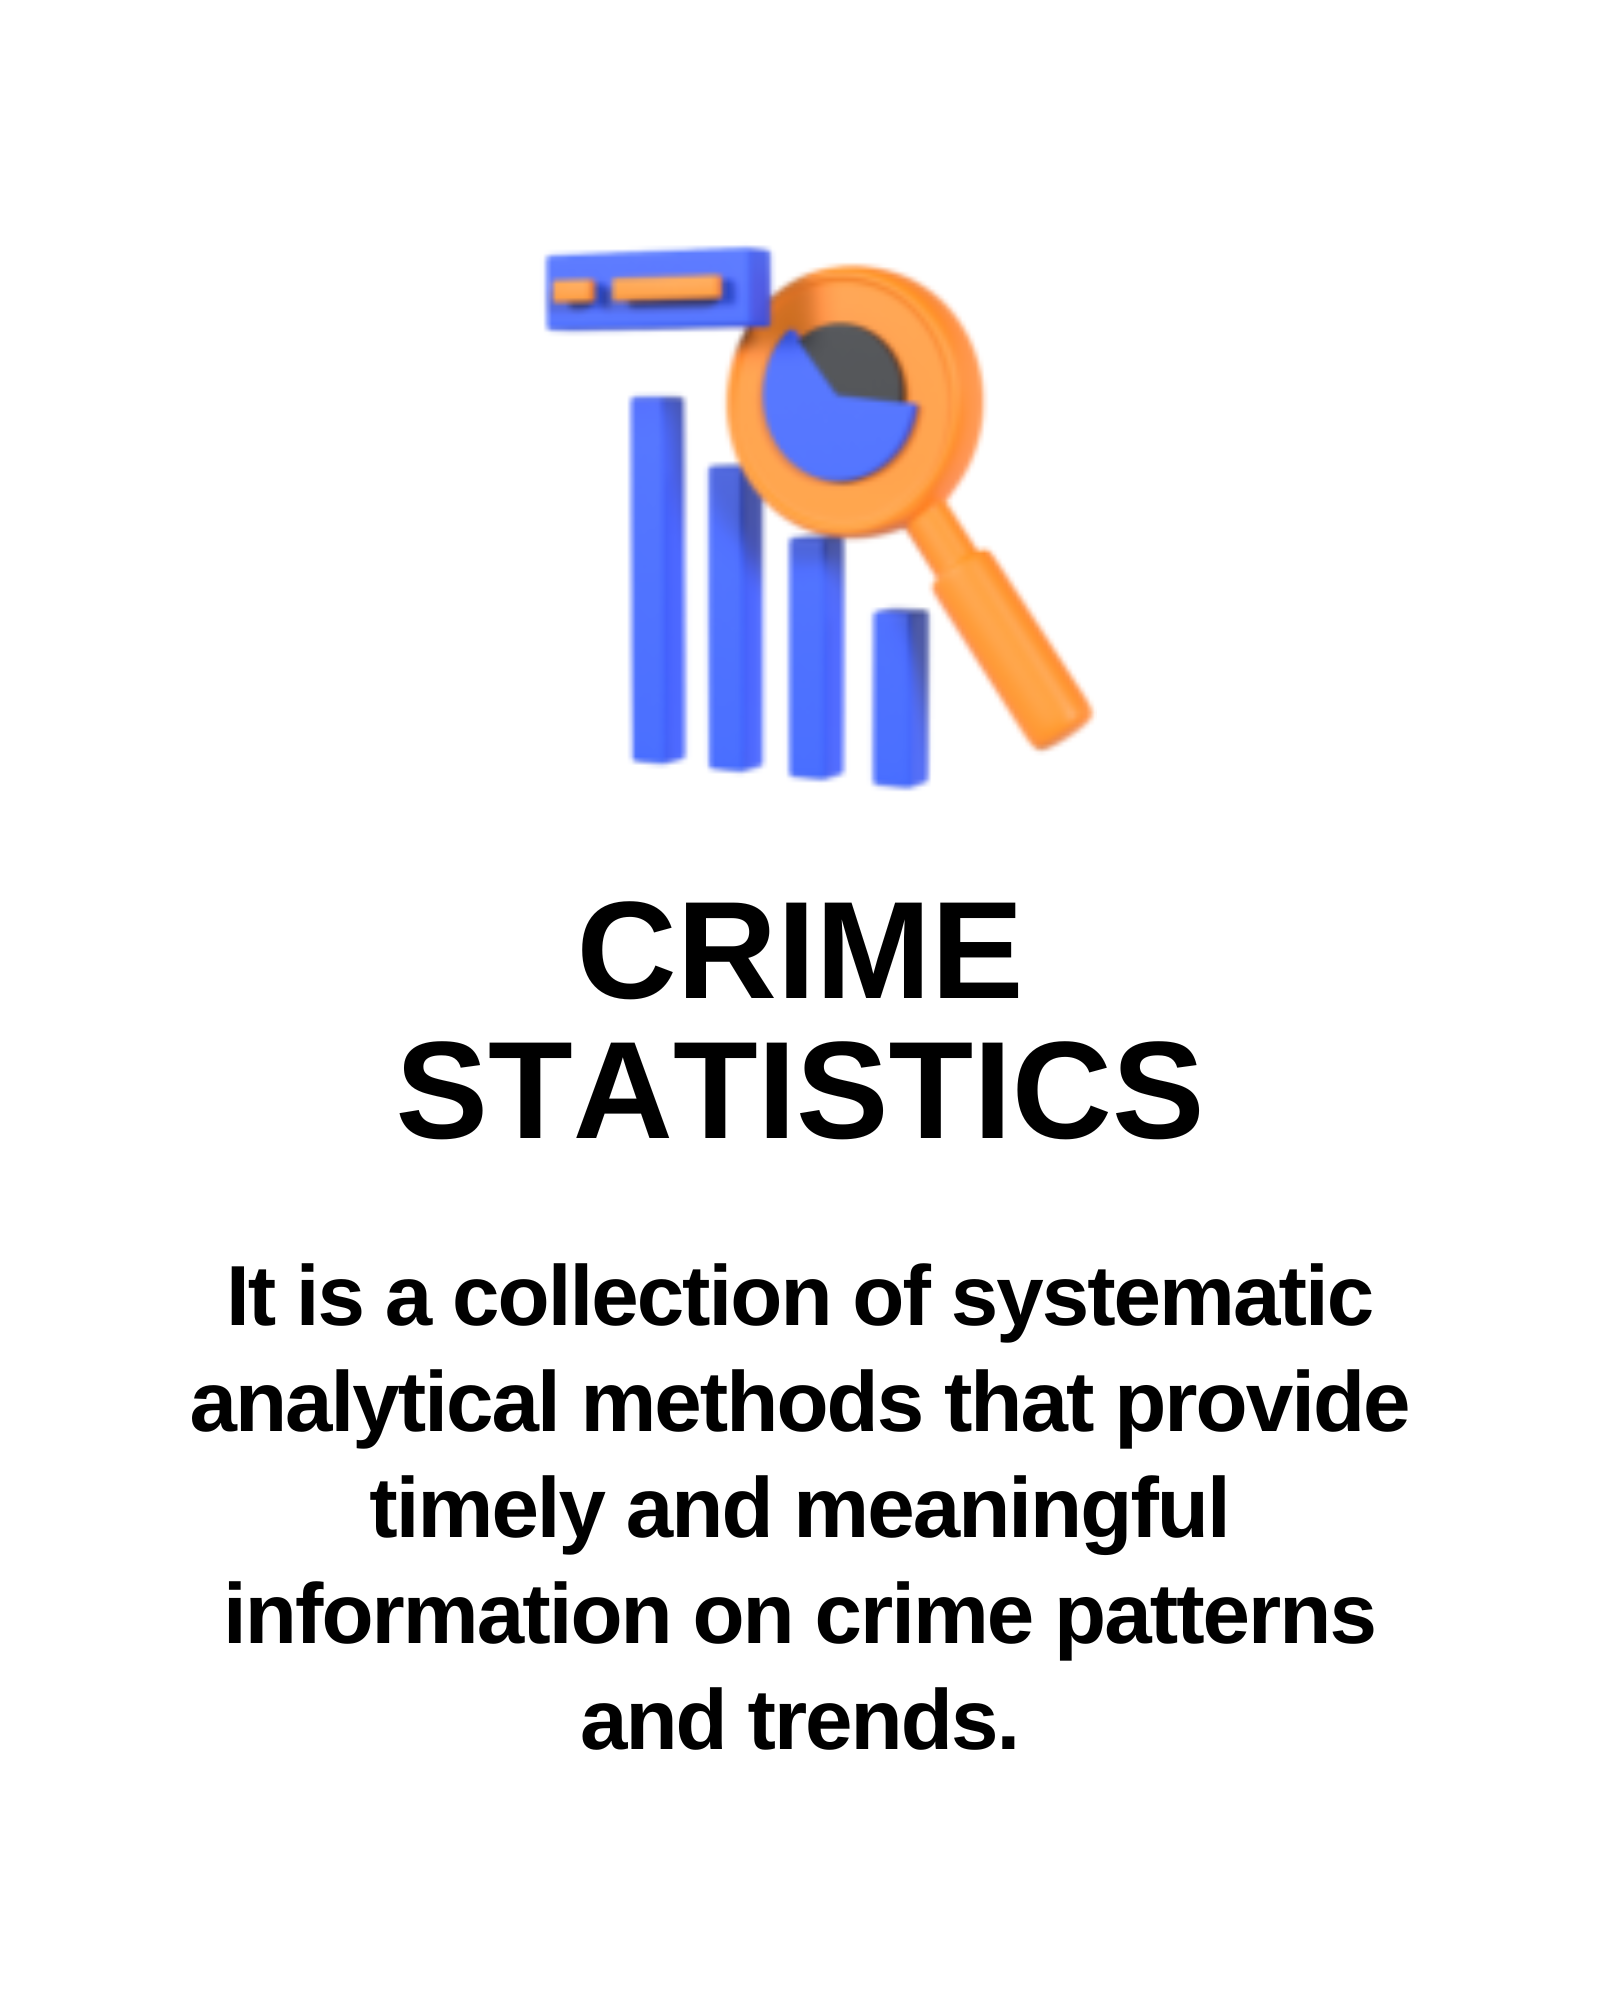 CRIME
STATISTICS
It is a collection of systematic
analytical methods that provide
timely and meaningful
information on crime patterns
and trends.